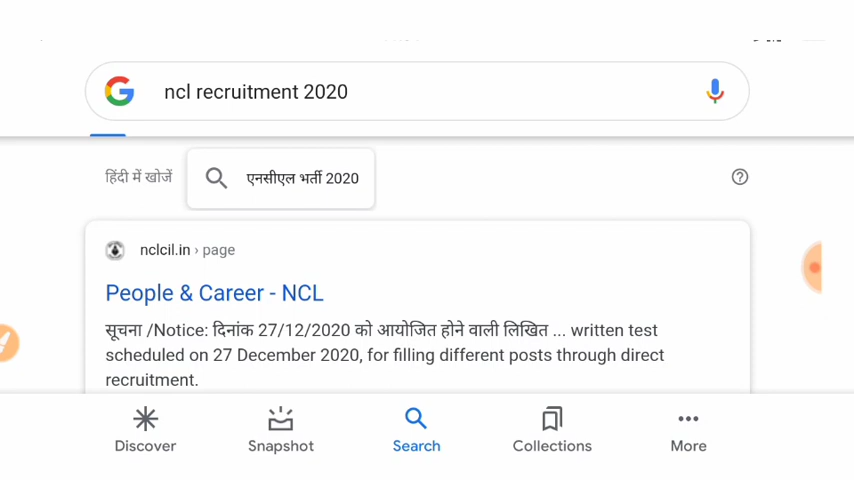 ncl recruitment 2020
हिंदी में खोजें
एनसीएल भर्ती 2020
nclcil.in › page
People & Career - NCL
सूचना /Notice: दिनांक 27/12/2020 को आयोजित होने वाली लिखित ... written test
scheduled on 27 December 2020, for filling different posts through direct
recruitment.
Discover Snapshot Search Collections More